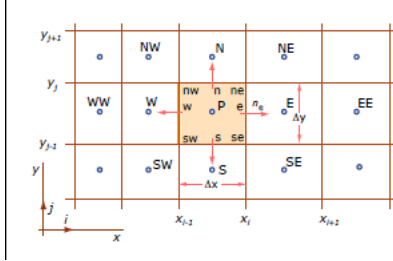 y_{j+1}
NW N NE
y_j
nw n ne
WW W w P e n_e E Δy EE
y_{j-1}
sw s se
SW S SE
y
Δx
j
i
x x_{i-1} x_i x_{i+1}